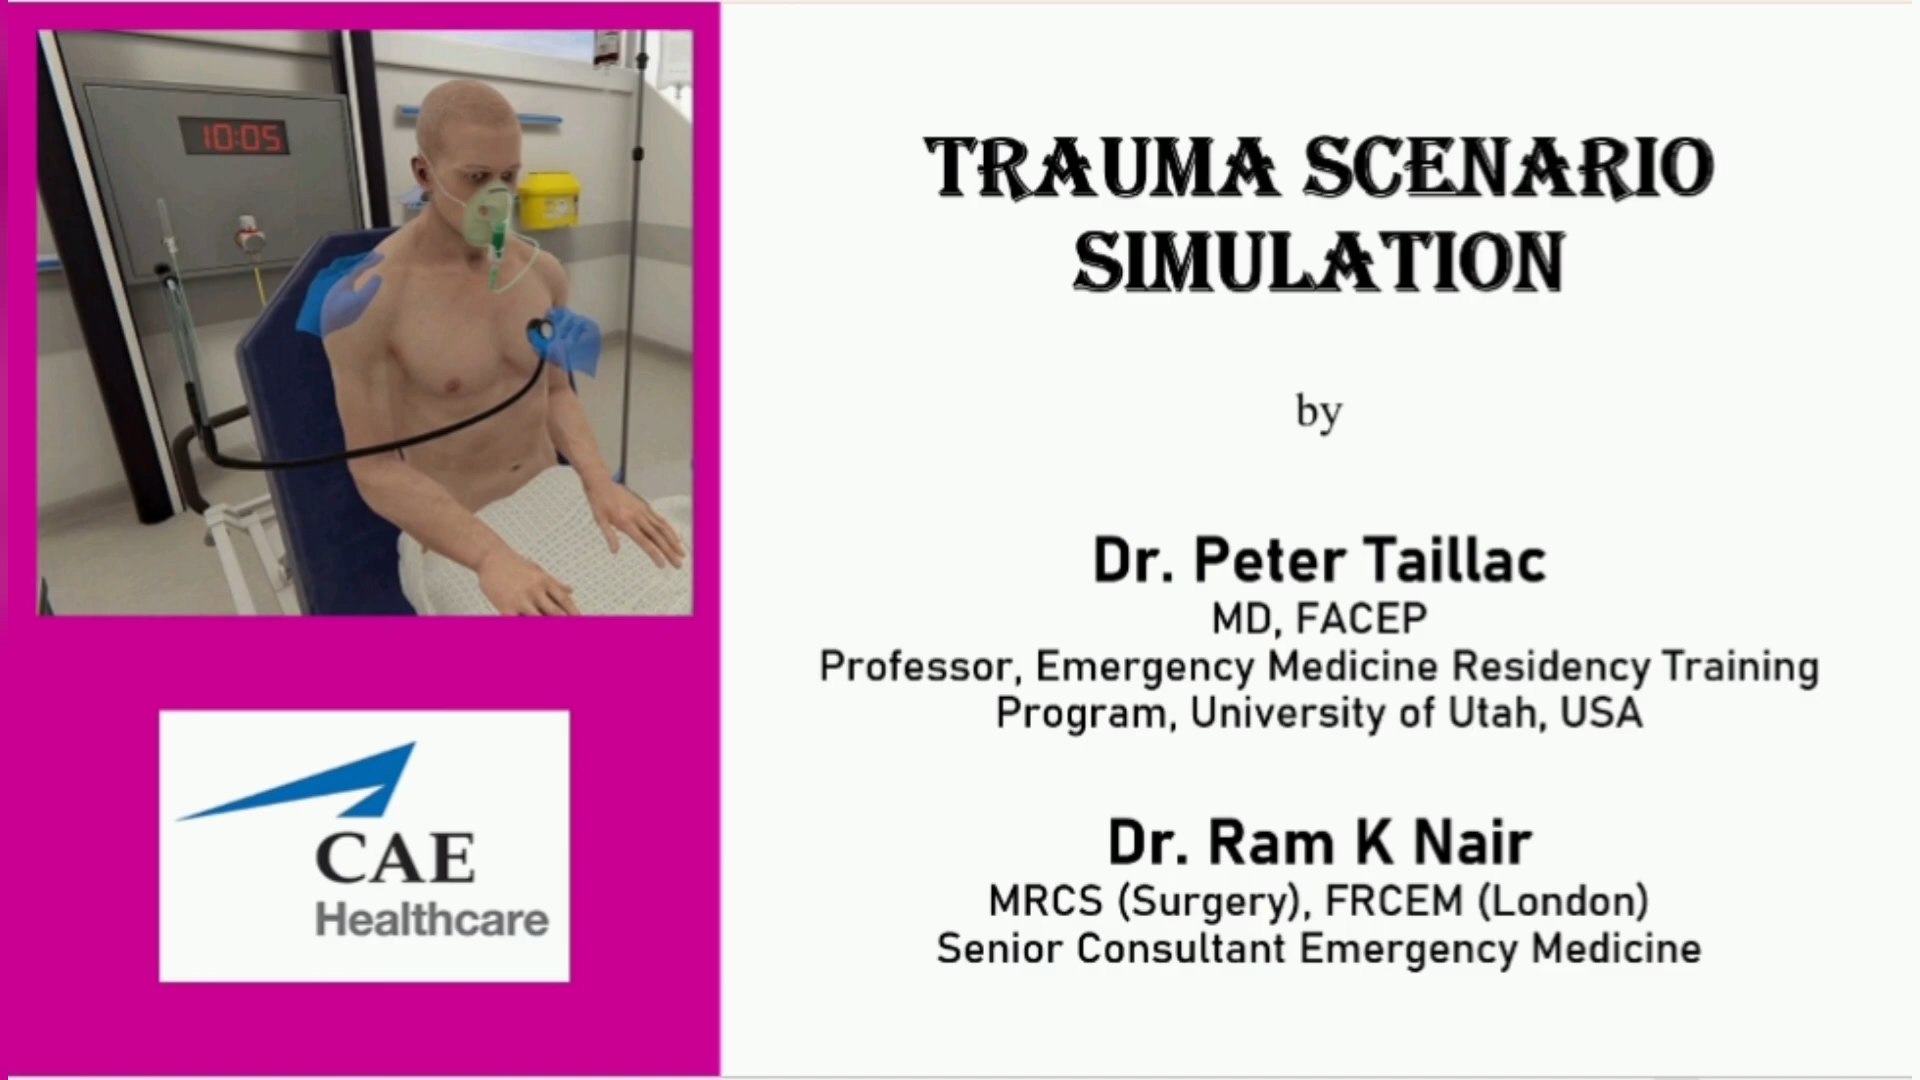 10:05
CAE
Healthcare
TRAUMA SCENARIO
SIMULATION
by
Dr. Peter Taillac
MD, FACEP
Professor, Emergency Medicine Residency Training
Program, University of Utah, USA
Dr. Ram K Nair
MRCS (Surgery), FRCEM (London)
Senior Consultant Emergency Medicine